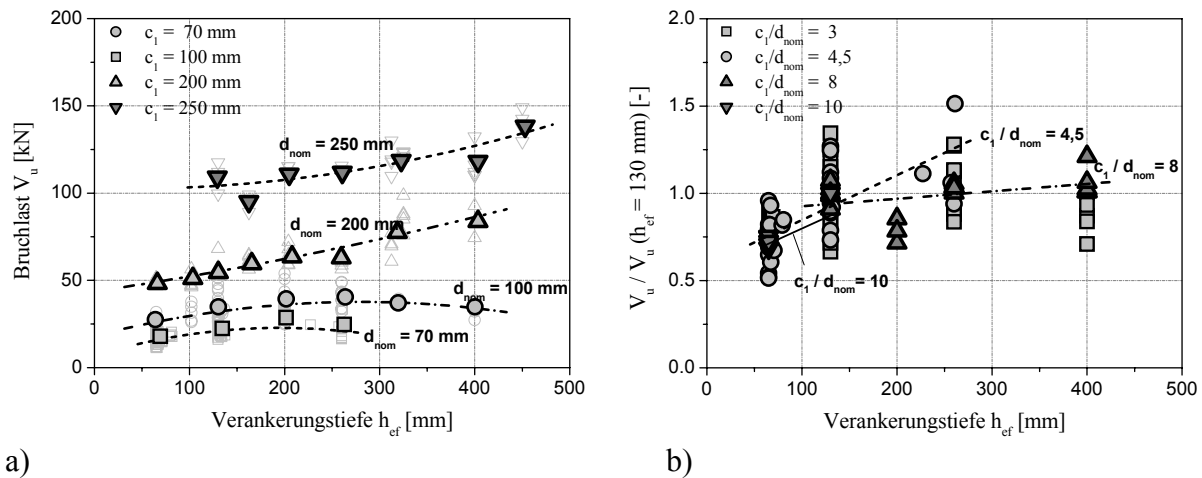 c1 = 70 mm
c1 = 100 mm
c1 = 200 mm
c1 = 250 mm
dnom = 250 mm
dnom = 200 mm
dnom = 100 mm
dnom = 70 mm
200
150
100
50
0
0 100 200 300 400 500
Bruchlast Vu [kN]
Verankerungstiefe hef [mm]
a)
c1/dnom = 3
c1/dnom = 4,5
c1/dnom = 8
c1/dnom = 10
c1 / dnom = 4,5
c1 / dnom = 8
c1 / dnom = 10
2.0
1.5
1.0
0.5
0.0
0 100 200 300 400 500
Vu / Vu (hef = 130 mm) [-]
Verankerungstiefe hef [mm]
b)